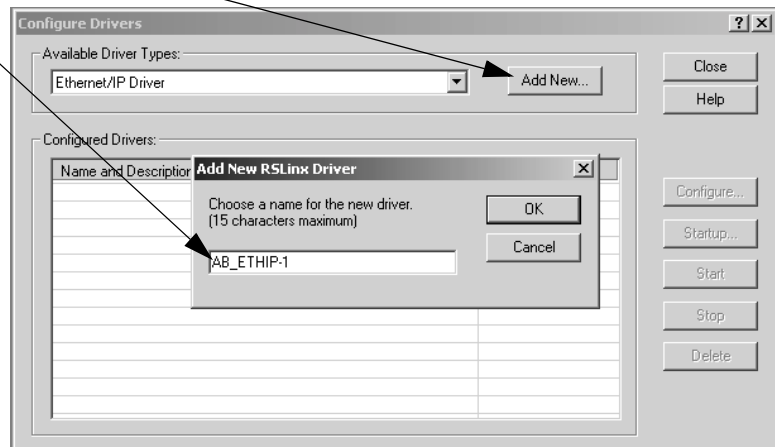 Configure Drivers
Available Driver Types:
Ethernet/IP Driver
Add New...
Close
Help
Configured Drivers:
Name and Description
Add New RSLinx Driver
Choose a name for the new driver.
(15 characters maximum)
OK
Cancel
AB_ETHIP-1
Configure...
Startup...
Start
Stop
Delete